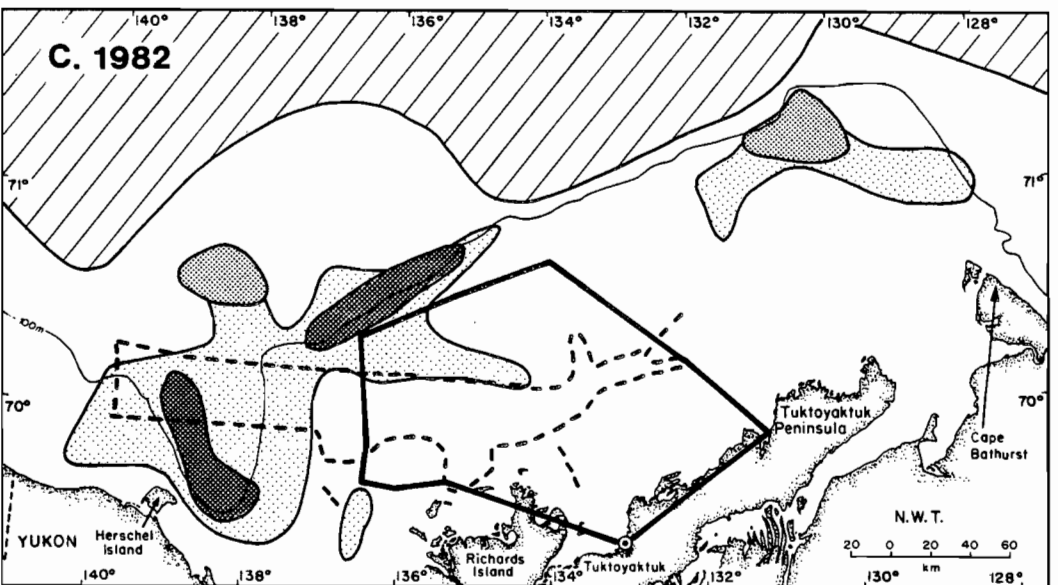 140° 138° 136° 134° 132° 130° 128°
C. 1982
71° 71°
100m
70° 70°
Tuktoyaktuk
Peninsula
Cape
Bathurst
N.W.T.
YUKON
Herschel
Island
Richards
Island
Tuktoyaktuk
20 0 20 40 60
km
140° 138° 136° 134° 132° 130° 128°